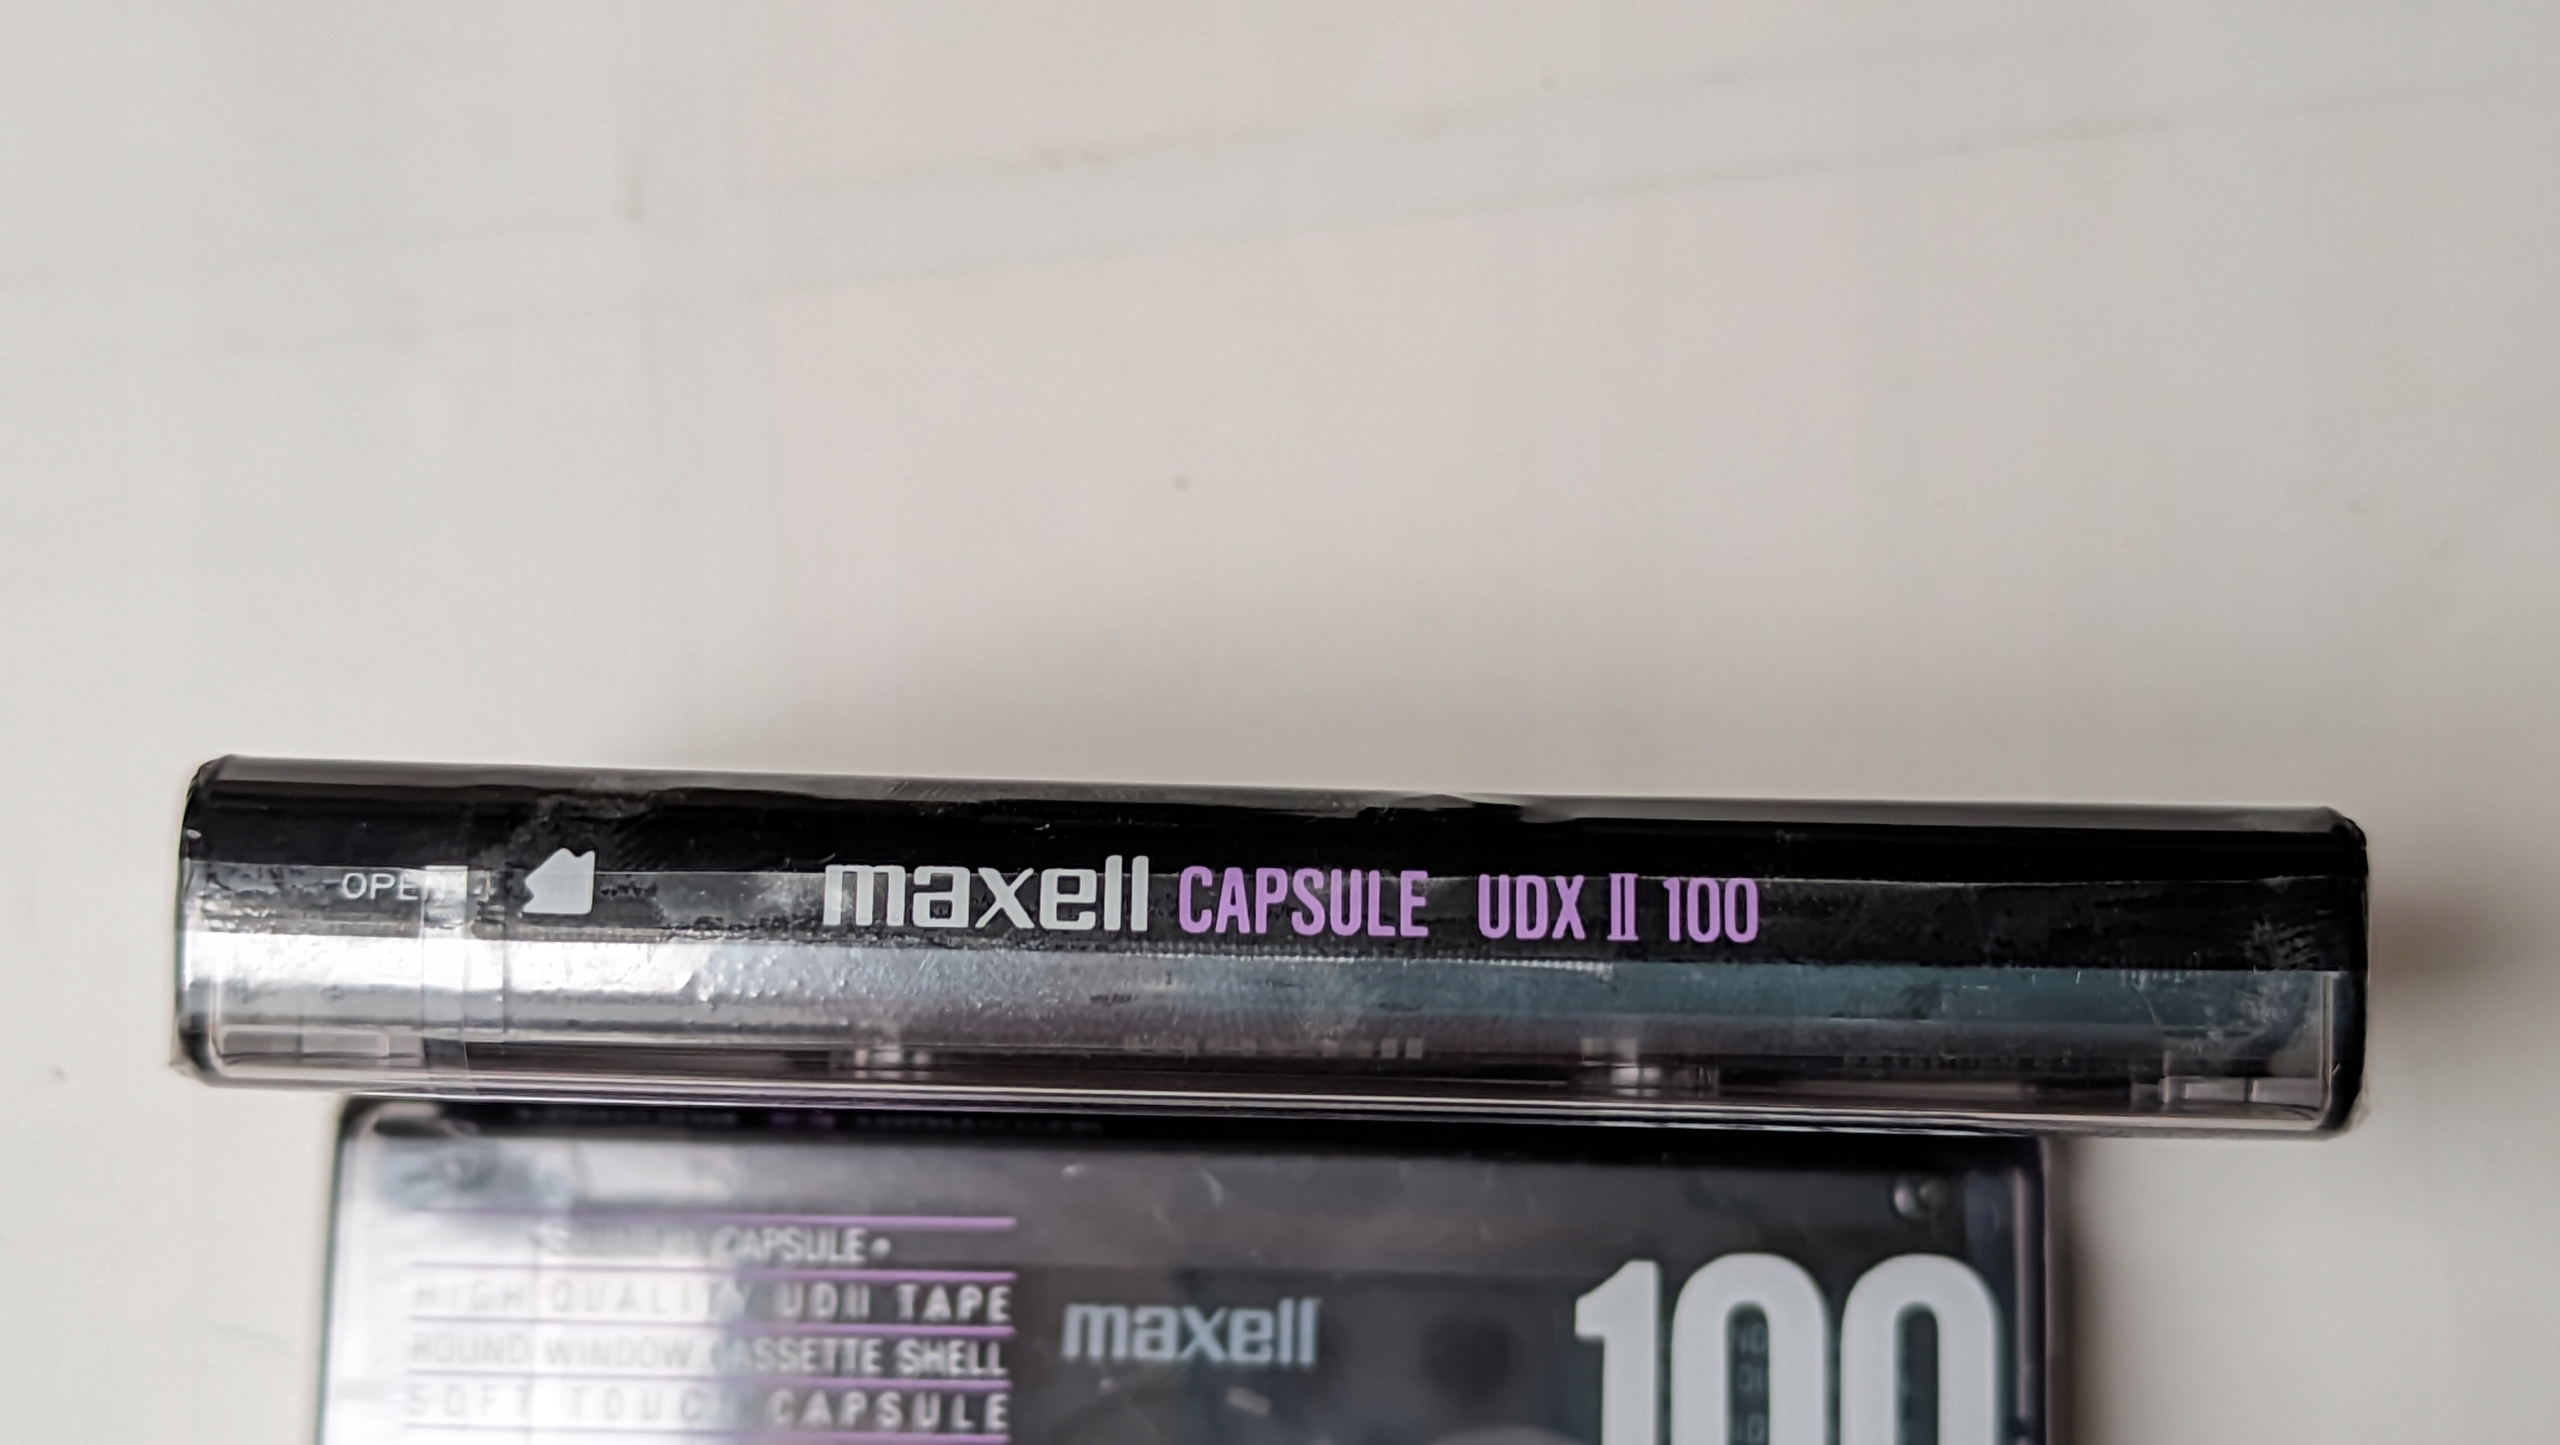 OPEN
maxell CAPSULE UDX II 100
SOUND CAPSULE
HIGH QUALITY UDII TAPE
ROUND WINDOW CASSETTE SHELL
SOFT TOUCH CAPSULE
maxell
100